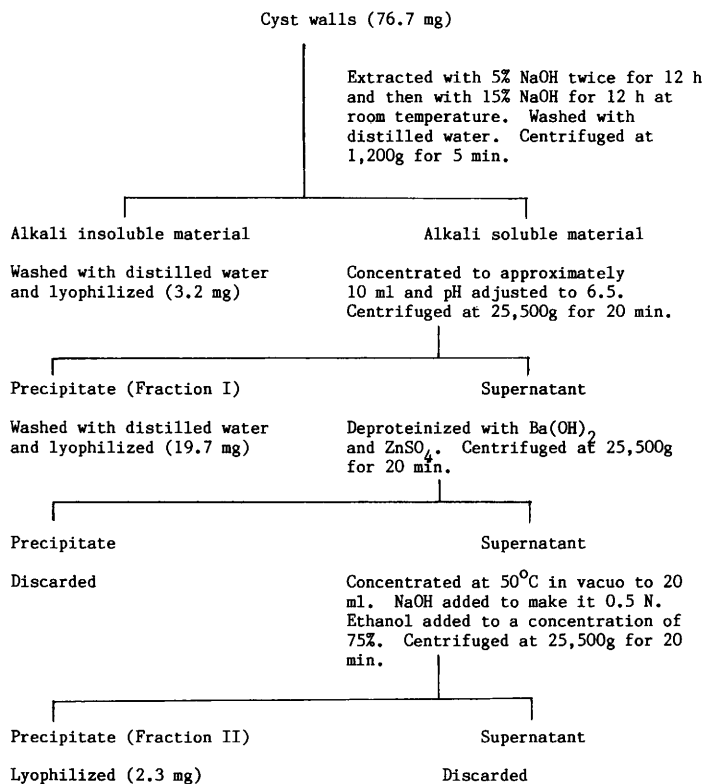 Cyst walls (76.7 mg)
Extracted with 5% NaOH twice for 12 h
and then with 15% NaOH for 12 h at
room temperature. Washed with
distilled water. Centrifuged at
1,200g for 5 min.
Alkali insoluble material
Washed with distilled water
and lyophilized (3.2 mg)
Alkali soluble material
Concentrated to approximately
10 ml and pH adjusted to 6.5.
Centrifuged at 25,500g for 20 min.
Precipitate (Fraction I)
Washed with distilled water
and lyophilized (19.7 mg)
Supernatant
Deproteinized with Ba(OH)2
and ZnSO4. Centrifuged at 25,500g
for 20 min.
Precipitate
Discarded
Supernatant
Concentrated at 50°C in vacuo to 20
ml. NaOH added to make it 0.5 N.
Ethanol added to a concentration of
75%. Centrifuged at 25,500g for 20
min.
Precipitate (Fraction II)
Lyophilized (2.3 mg)
Supernatant
Discarded